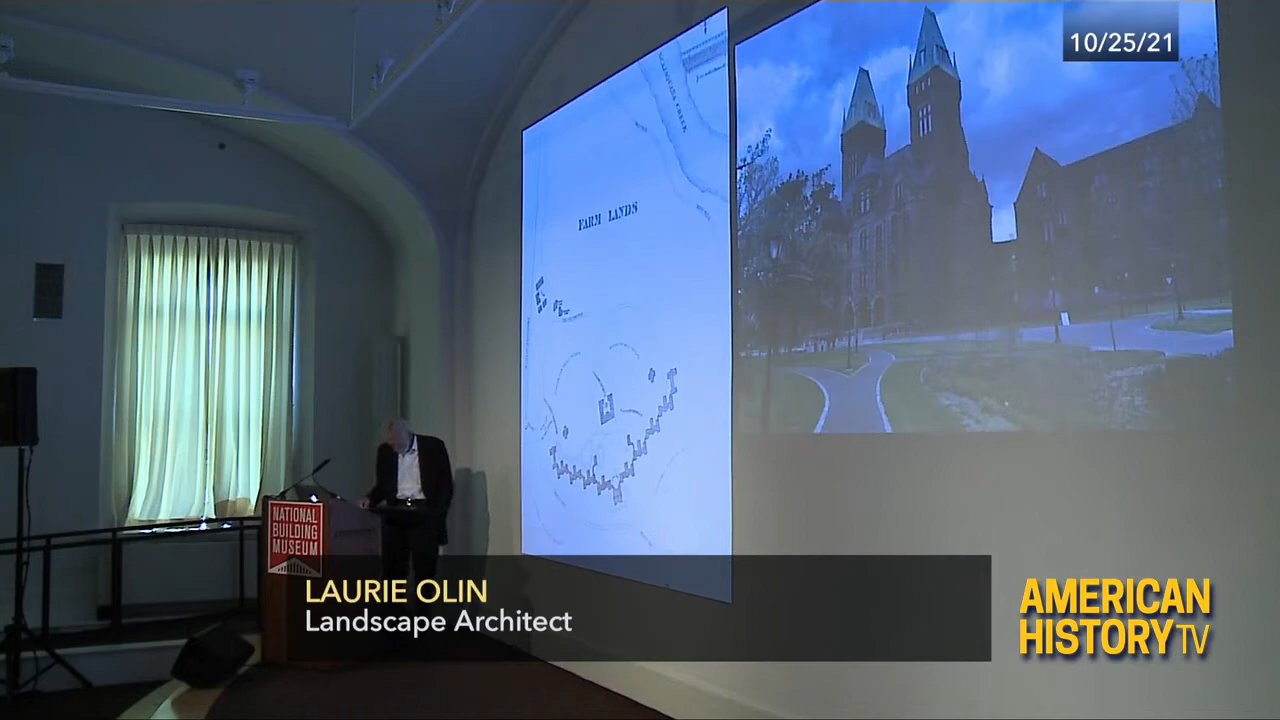 10/25/21
FARM LANDS
NATIONAL
BUILDING
MUSEUM
LAURIE OLIN
Landscape Architect
AMERICAN
HISTORY TV